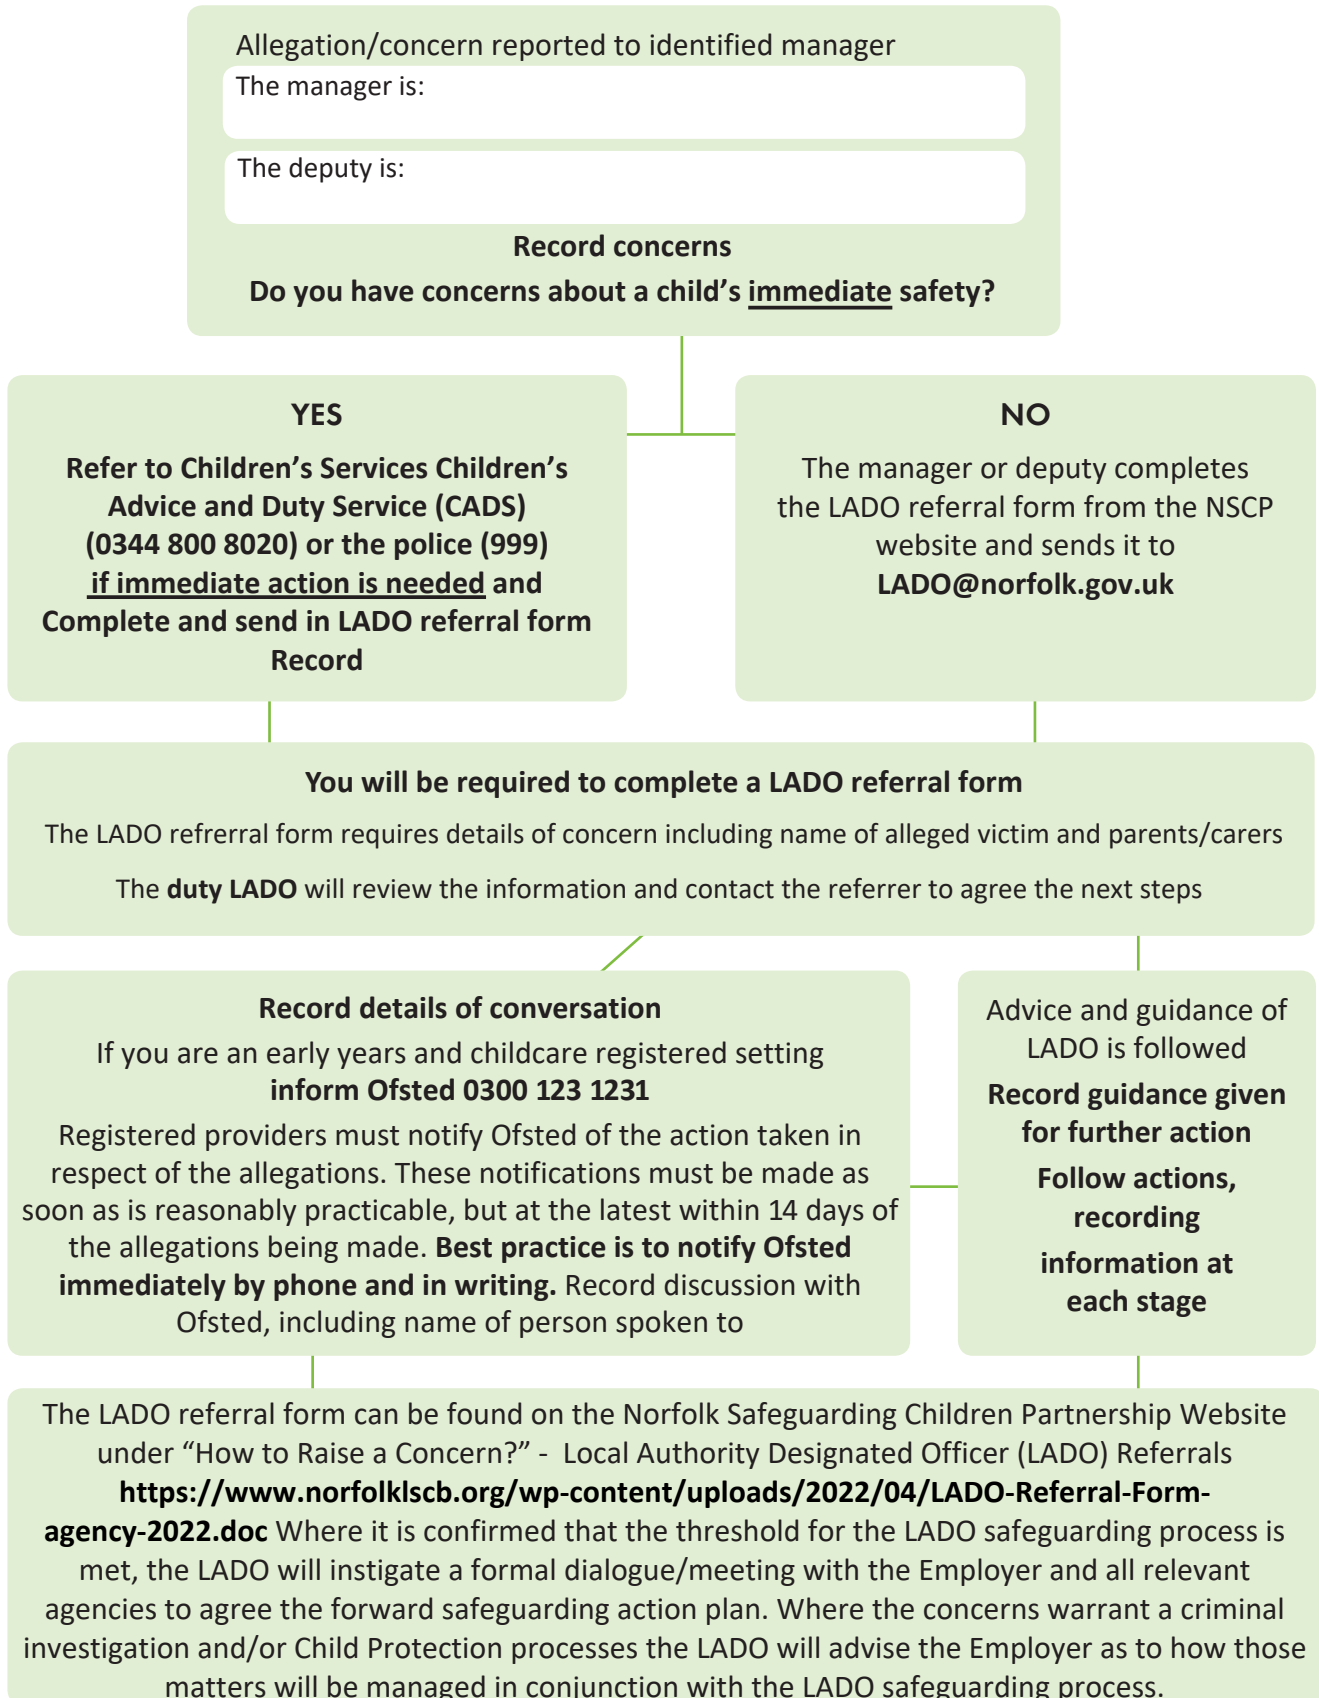 Allegation/concern reported to identified manager
The manager is:
The deputy is:
Record concerns
Do you have concerns about a child’s immediate safety?
YES
Refer to Children’s Services Children’s
Advice and Duty Service (CADS)
(0344 800 8020) or the police (999)
if immediate action is needed and
Complete and send in LADO referral form
Record
NO
The manager or deputy completes
the LADO referral form from the NSCP
website and sends it to
LADO@norfolk.gov.uk
You will be required to complete a LADO referral form
The LADO refrerral form requires details of concern including name of alleged victim and parents/carers
The duty LADO will review the information and contact the referrer to agree the next steps
Record details of conversation
If you are an early years and childcare registered setting
inform Ofsted 0300 123 1231
Registered providers must notify Ofsted of the action taken in
respect of the allegations. These notifications must be made as
soon as is reasonably practicable, but at the latest within 14 days of
the allegations being made. Best practice is to notify Ofsted
immediately by phone and in writing. Record discussion with
Ofsted, including name of person spoken to
Advice and guidance of
LADO is followed
Record guidance given
for further action
Follow actions,
recording
information at
each stage
The LADO referral form can be found on the Norfolk Safeguarding Children Partnership Website
under “How to Raise a Concern?” - Local Authority Designated Officer (LADO) Referrals
https://www.norfolklscb.org/wp-content/uploads/2022/04/LADO-Referral-Form-
agency-2022.doc Where it is confirmed that the threshold for the LADO safeguarding process is
met, the LADO will instigate a formal dialogue/meeting with the Employer and all relevant
agencies to agree the forward safeguarding action plan. Where the concerns warrant a criminal
investigation and/or Child Protection processes the LADO will advise the Employer as to how those
matters will be managed in conjunction with the LADO safeguarding process.